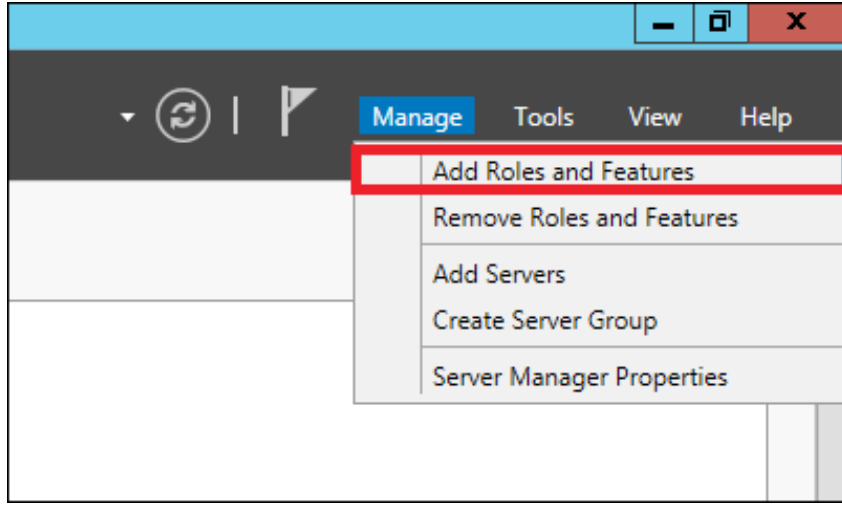 Manage Tools View Help
Add Roles and Features
Remove Roles and Features
Add Servers
Create Server Group
Server Manager Properties